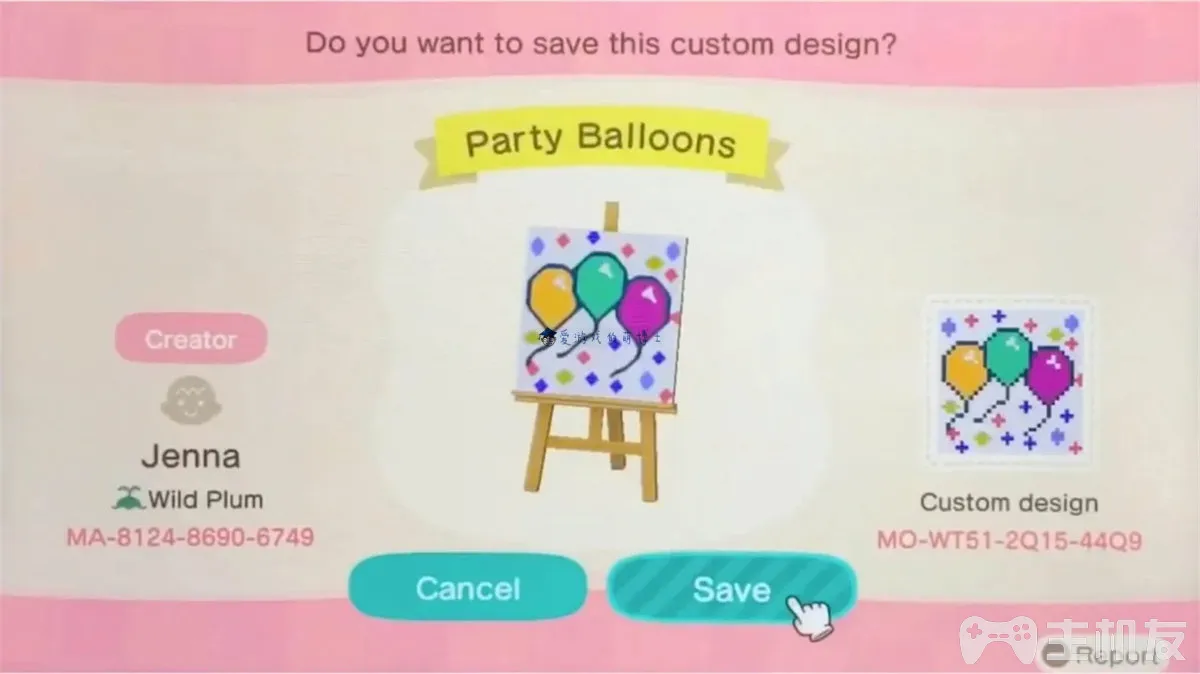 Do you want to save this custom design?
Party Balloons
爱游戏的萌博士
Creator
Jenna
Wild Plum
MA-8124-8690-6749
Custom design
MO-WT51-2Q15-44Q9
Cancel
Save
主机友
Report